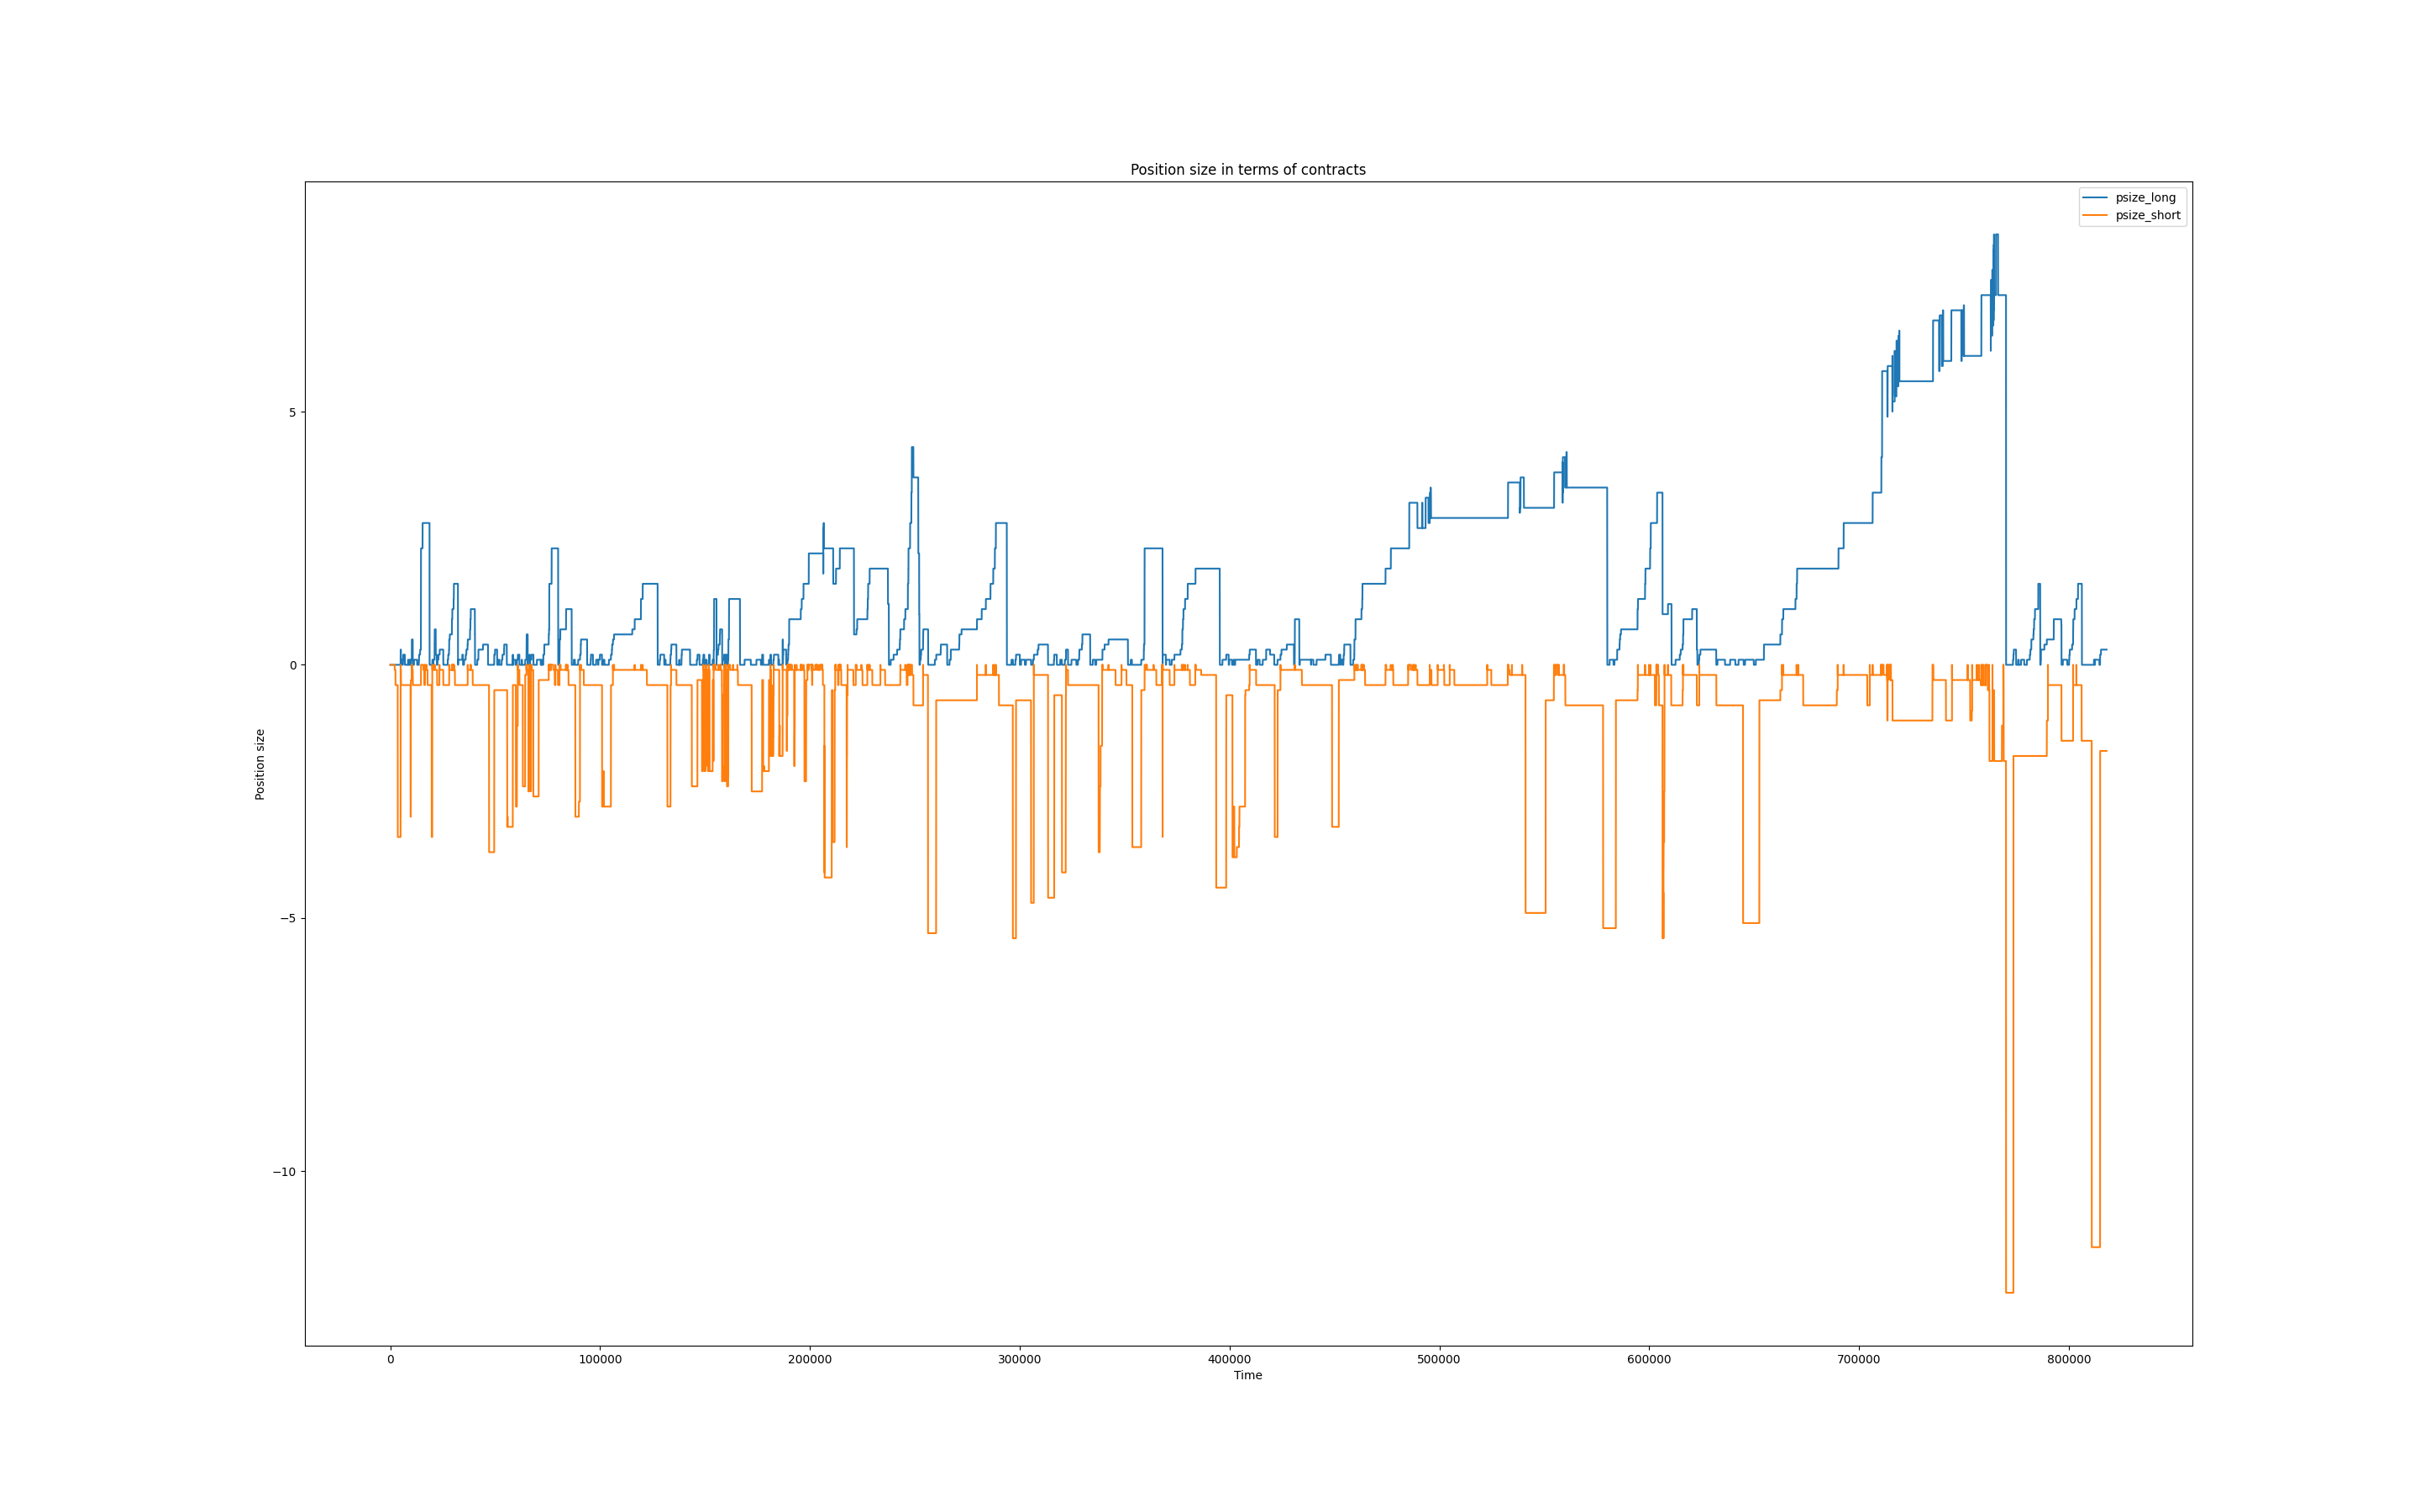 Position size in terms of contracts
psize_long
psize_short
5
0
−5
−10
Position size
0 100000 200000 300000 400000 500000 600000 700000 800000
Time